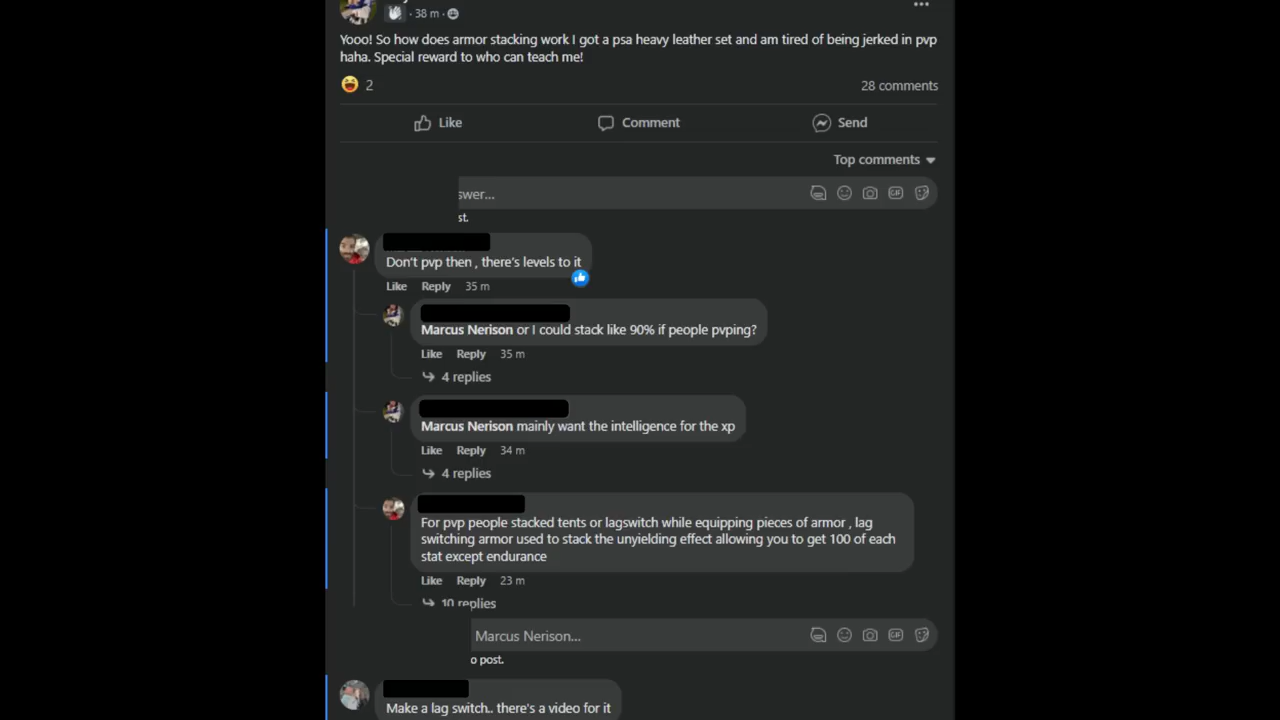 38 m
Yooo! So how does armor stacking work I got a psa heavy leather set and am tired of being jerked in pvp
haha. Special reward to who can teach me!
2
28 comments
Like Comment Send
Top comments
swer...
st.
Don't pvp then , there's levels to it
Like Reply 35 m
Marcus Nerison or I could stack like 90% if people pvping?
Like Reply 35 m
4 replies
Marcus Nerison mainly want the intelligence for the xp
Like Reply 34 m
4 replies
For pvp people stacked tents or lagswitch while equipping pieces of armor , lag
switching armor used to stack the unyielding effect allowing you to get 100 of each
stat except endurance
Like Reply 23 m
10 replies
Marcus Nerison...
o post.
Make a lag switch.. there's a video for it